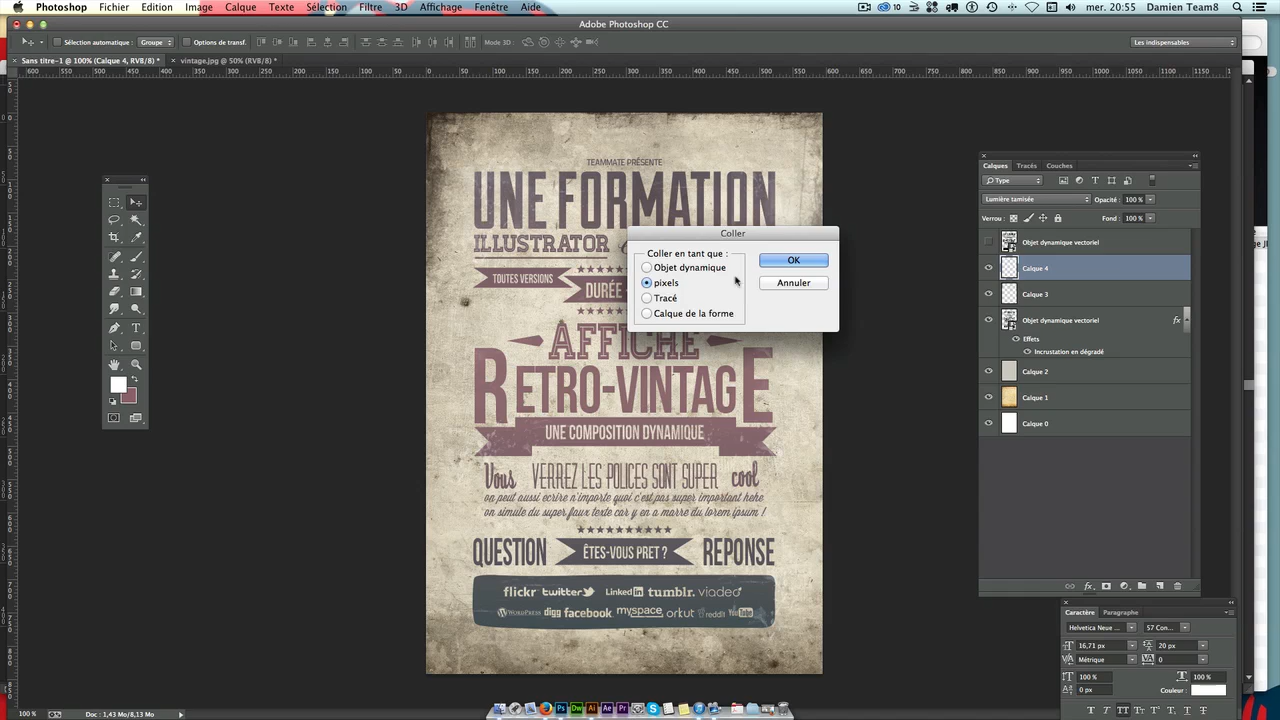 Photoshop Fichier Edition Image Calque Texte Sélection Filtre 3D Affichage Fenêtre Aide
10 mer. 20:55 Damien Team8
Adobe Photoshop CC
Sélection automatique : Groupe Options de transf. Mode 3D : Les indispensables
Sans titre-1 @ 100% (Calque 4, RVB/8) * vintage.jpg @ 50% (RVB/8) *
TEAMMATE PRÉSENTE
UNE FORMATION
ILLUSTRATOR
TOUTES VERSIONS
DURÉE
Coller
Coller en tant que :
Objet dynamique
pixels
Tracé
Calque de la forme
OK
Annuler
AFFICHE
RETRO-VINTAGE
UNE COMPOSITION DYNAMIQUE
Vous VERREZ LES POLICES SONT SUPER cool
on peut aussi ecrire n'importe quoi c'est pas super important hehe
on simule du super faux texte car y en a marre du lorem ipsum !
QUESTION ÊTES-VOUS PRET ? REPONSE
flickr twitter LinkedIn tumblr. viadeo
WORDPRESS digg facebook myspace orkut reddit YouTube
Calques Tracés Couches
Type
Lumière tamisée Opacité : 100 %
Verrou : Fond : 100 %
Objet dynamique vectoriel
Calque 4
Calque 3
Objet dynamique vectoriel fx
Effets
Incrustation en dégradé
Calque 2
Calque 1
Calque 0
Caractère Paragraphe
Helvetica Neue ... 57 Con...
16,71 px 20 px
Métrique 0
100 % 100 %
0 px Couleur :
100 % Doc : 1,43 Mo/8,13 Mo